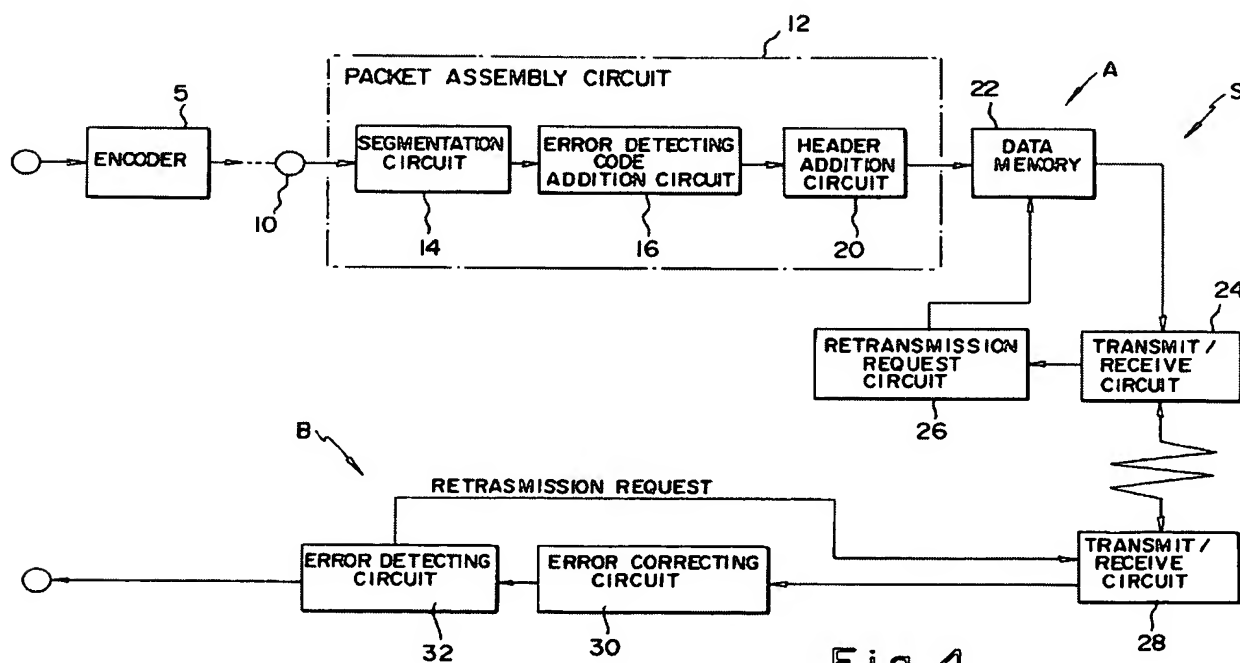 12
PACKET ASSEMBLY CIRCUIT
A
S
5
22
ENCODER
SEGMENTATION
CIRCUIT
ERROR DETECTING
CODE
ADDITION CIRCUIT
HEADER
ADDITION
CIRCUIT
DATA
MEMORY
10
14
16
20
24
RETRANSMISSION
REQUEST
CIRCUIT
TRANSMIT/
RECEIVE
CIRCUIT
26
B
RETRASMISSION REQUEST
ERROR DETECTING
CIRCUIT
ERROR CORRECTING
CIRCUIT
TRANSMIT/
RECEIVE
CIRCUIT
32
30
28
Fig. 4